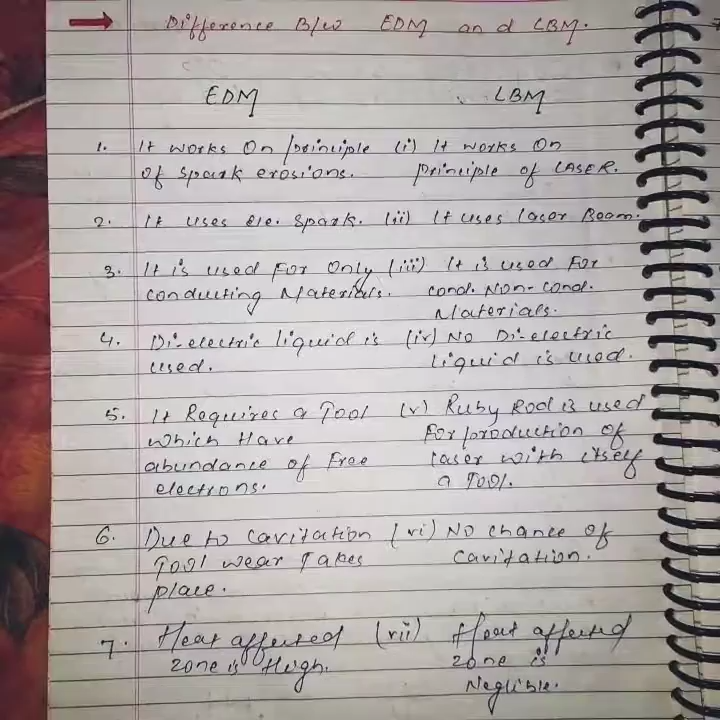 → Difference B/w EDM and LBM.
EDM LBM
1. It works On principle (i) It works On
of spark erosions. principle of LASER.
2. It uses ele. spark. (ii) It uses laser Beam.
3. It is used For Only (iii) It is used For
conducting Materials. cond. Non-cond.
Materials.
4. Di-electric liquid is (iv) No Di-electric
used. liquid is used.
5. It Requires a Tool (v) Ruby Rod is used
which Have For production of
abundance of Free laser with itself
electrons. a Tool.
6. Due to cavitation (vi) No chance of
Tool wear Takes cavitation.
place.
7. Heat affected (vii) Heat affected
zone is High. zone is
Neglible.